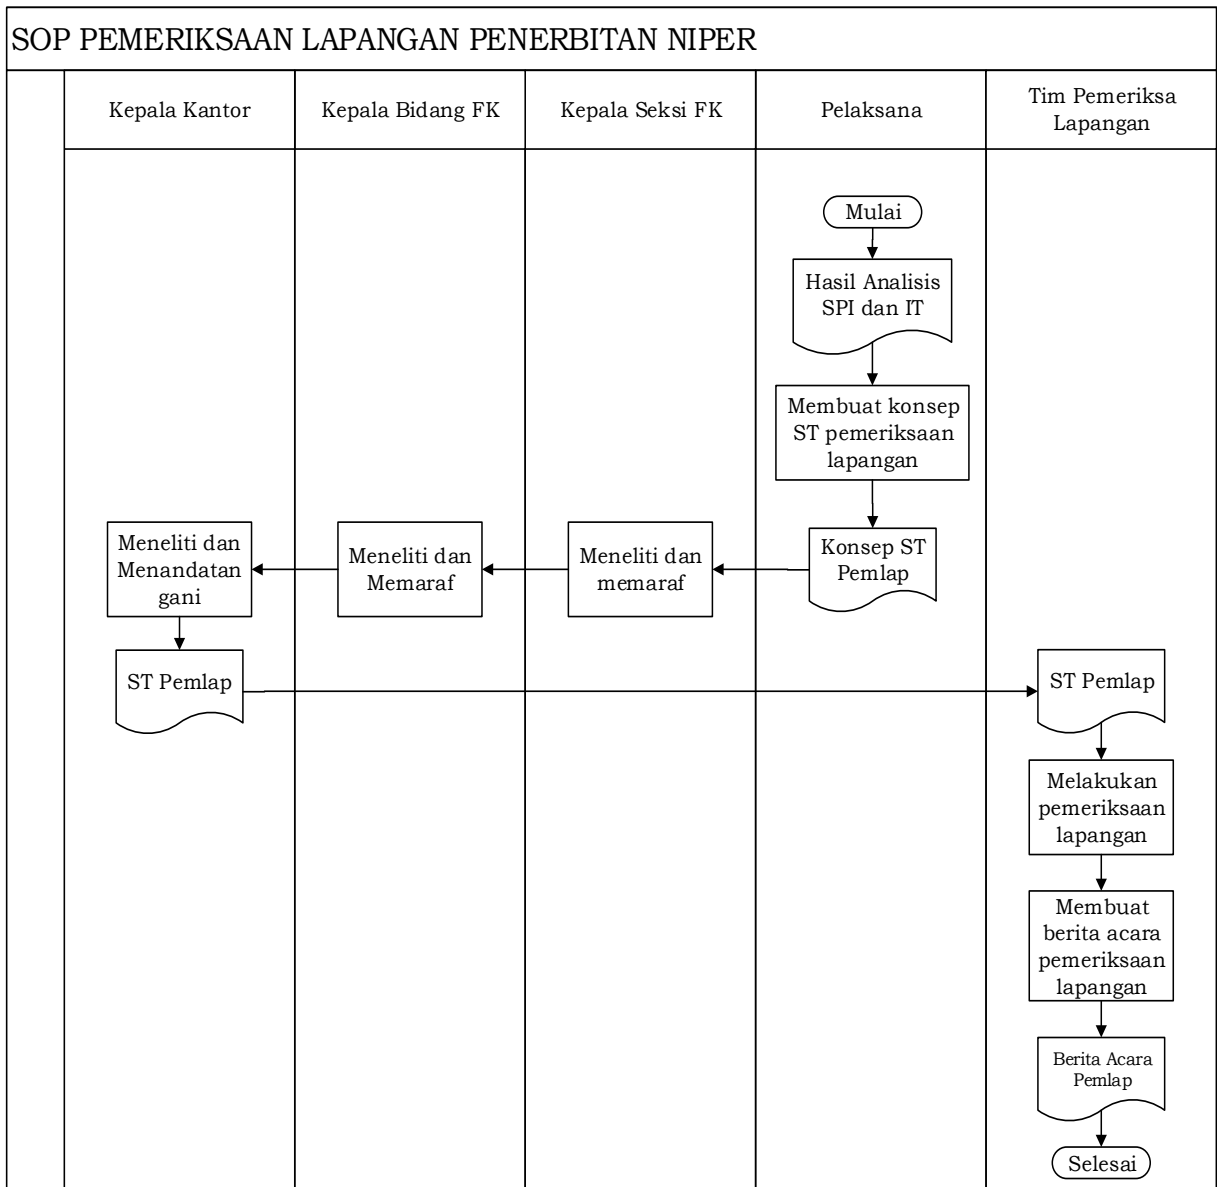 SOP PEMERIKSAAN LAPANGAN PENERBITAN NIPER
Kepala Kantor
Kepala Bidang FK
Kepala Seksi FK
Pelaksana
Tim Pemeriksa
Lapangan
Mulai
Hasil Analisis
SPI dan IT
Membuat konsep
ST pemeriksaan
lapangan
Konsep ST
Pemlap
Meneliti dan
memaraf
Meneliti dan
Memaraf
Meneliti dan
Menandatan
gani
ST Pemlap
ST Pemlap
Melakukan
pemeriksaan
lapangan
Membuat
berita acara
pemeriksaan
lapangan
Berita Acara
Pemlap
Selesai